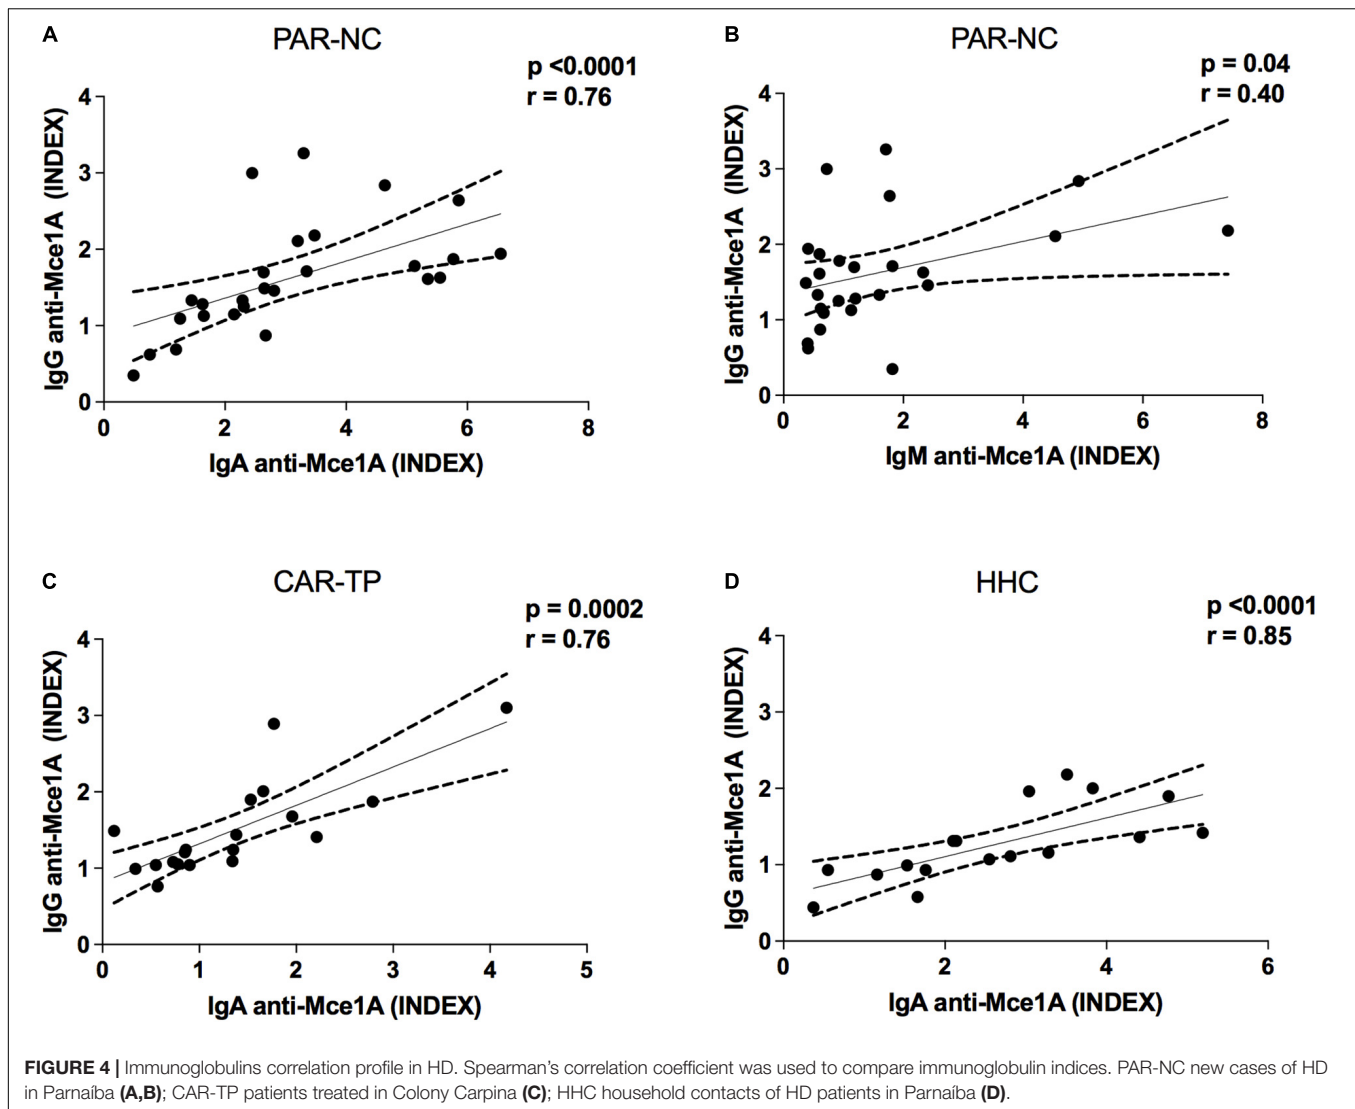 A
PAR-NC
p <0.0001
r = 0.76
IgG anti-Mce1A (INDEX)
4
3
2
1
0
0 2 4 6 8
IgA anti-Mce1A (INDEX)
B
PAR-NC
p = 0.04
r = 0.40
IgG anti-Mce1A (INDEX)
4
3
2
1
0
0 2 4 6 8
IgM anti-Mce1A (INDEX)
C
CAR-TP
p = 0.0002
r = 0.76
IgG anti-Mce1A (INDEX)
4
3
2
1
0
0 1 2 3 4 5
IgA anti-Mce1A (INDEX)
D
HHC
p <0.0001
r = 0.85
IgG anti-Mce1A (INDEX)
4
3
2
1
0
0 2 4 6
IgA anti-Mce1A (INDEX)
FIGURE 4 | Immunoglobulins correlation profile in HD. Spearman's correlation coefficient was used to compare immunoglobulin indices. PAR-NC new cases of HD
in Parnaíba (A,B); CAR-TP patients treated in Colony Carpina (C); HHC household contacts of HD patients in Parnaíba (D).